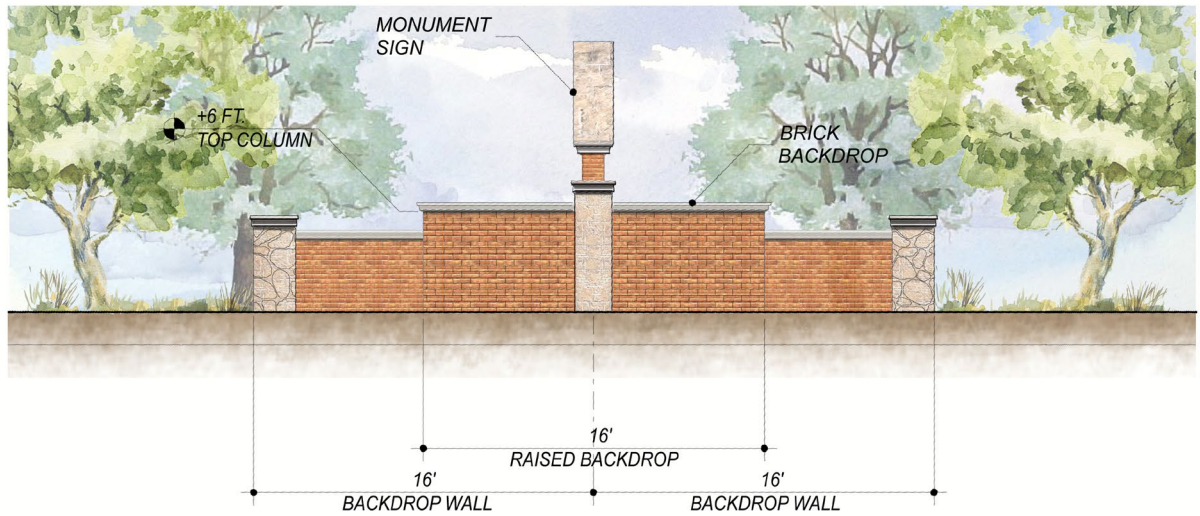 MONUMENT
SIGN
+6 FT.
TOP COLUMN
BRICK
BACKDROP
16'
RAISED BACKDROP
16'
BACKDROP WALL
16'
BACKDROP WALL